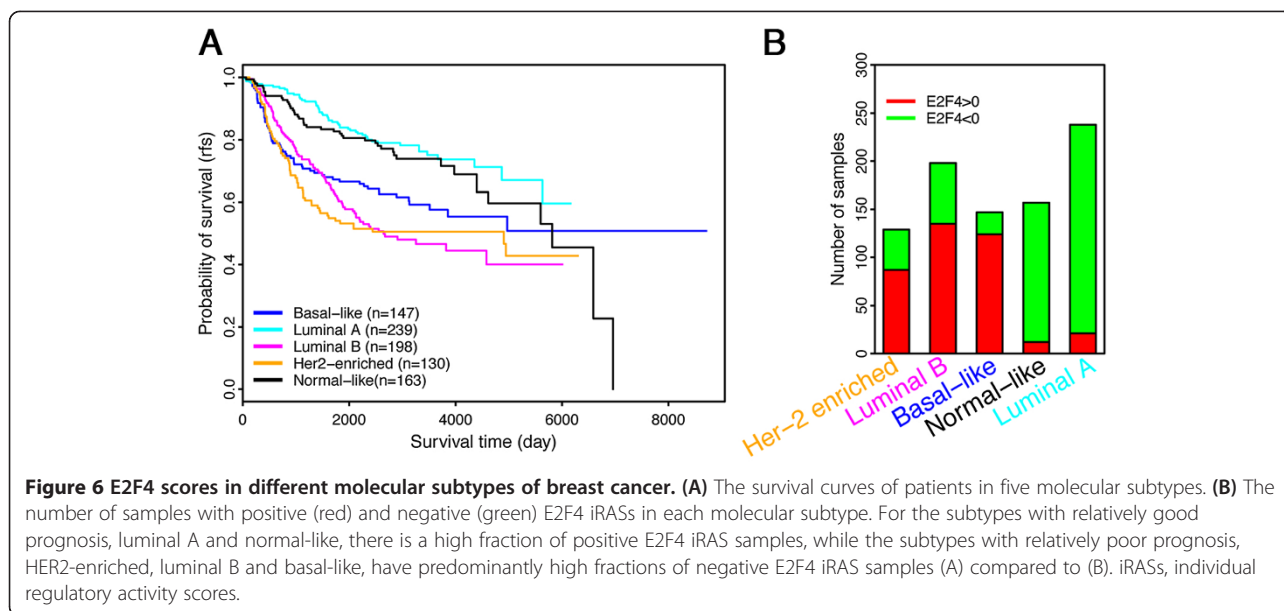 A
Probability of survival (rfs)
0.0
0.2
0.4
0.6
0.8
1.0
Basal-like (n=147)
Luminal A (n=239)
Luminal B (n=198)
Her2-enriched (n=130)
Normal-like(n=163)
0
2000
4000
6000
8000
Survival time (day)
B
Number of samples
0
50
100
150
200
250
300
E2F4>0
E2F4<0
Her-2 enriched
Luminal B
Basal-like
Normal-like
Luminal A
Figure 6 E2F4 scores in different molecular subtypes of breast cancer. (A) The survival curves of patients in five molecular subtypes. (B) The
number of samples with positive (red) and negative (green) E2F4 iRASs in each molecular subtype. For the subtypes with relatively good
prognosis, luminal A and normal-like, there is a high fraction of positive E2F4 iRAS samples, while the subtypes with relatively poor prognosis,
HER2-enriched, luminal B and basal-like, have predominantly high fractions of negative E2F4 iRAS samples (A) compared to (B). iRASs, individual
regulatory activity scores.